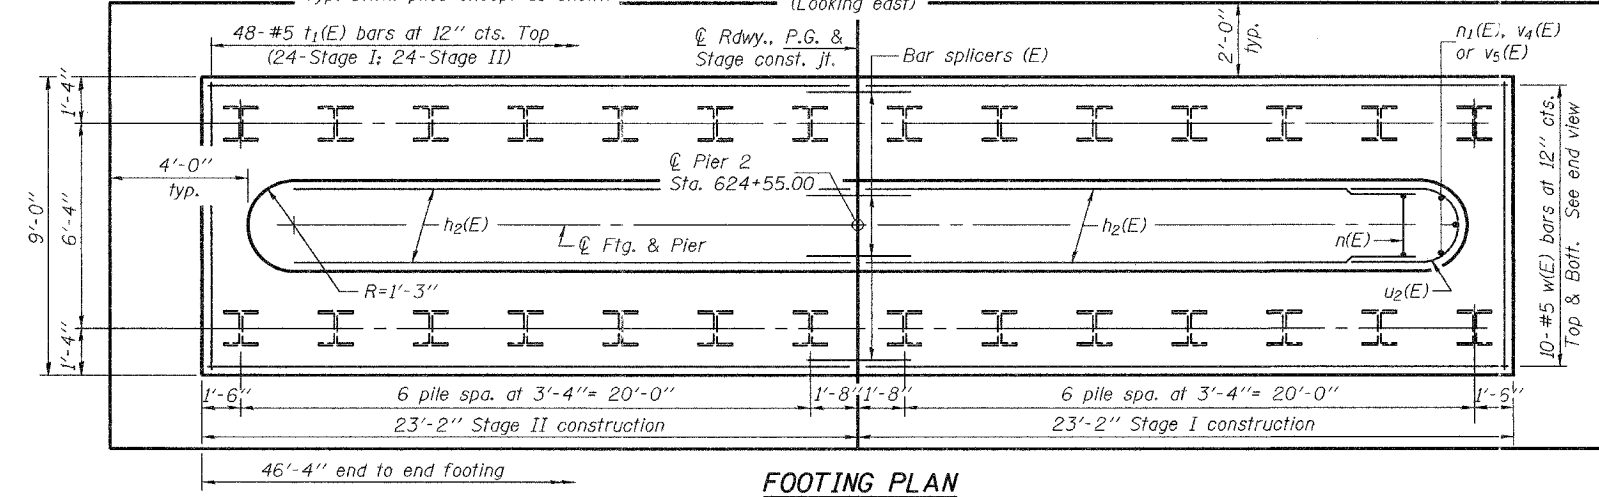 (Looking east)
48-#5 t1(E) bars at 12" cts. Top
(24-Stage I; 24-Stage II)
℄ Rdwy., P.G. &
Stage const. jt.
Bar splicers (E)
2'-0"
typ.
n1(E), v4(E)
or v5(E)
9'-0"
1'-4"
6'-4"
1'-4"
4'-0"
typ.
℄ Pier 2
Sta. 624+55.00
h2(E)
℄ Ftg. & Pier
h2(E)
n(E)
R=1'-3"
u2(E)
10-#5 w(E) bars at 12" cts.
Top & Bott. See end view
1'-6"
6 pile spa. at 3'-4"= 20'-0"
1'-8"
1'-8"
6 pile spa. at 3'-4"= 20'-0"
1'-6"
23'-2" Stage II construction
23'-2" Stage I construction
46'-4" end to end footing
FOOTING PLAN